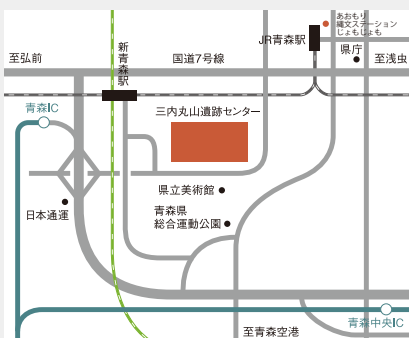 あおもり
縄文ステーション
じょもじょも
JR青森駅
県庁
至弘前
新青森駅
国道7号線
至浅虫
青森IC
三内丸山遺跡センター
県立美術館
日本通運
青森県
総合運動公園
青森中央IC
至青森空港